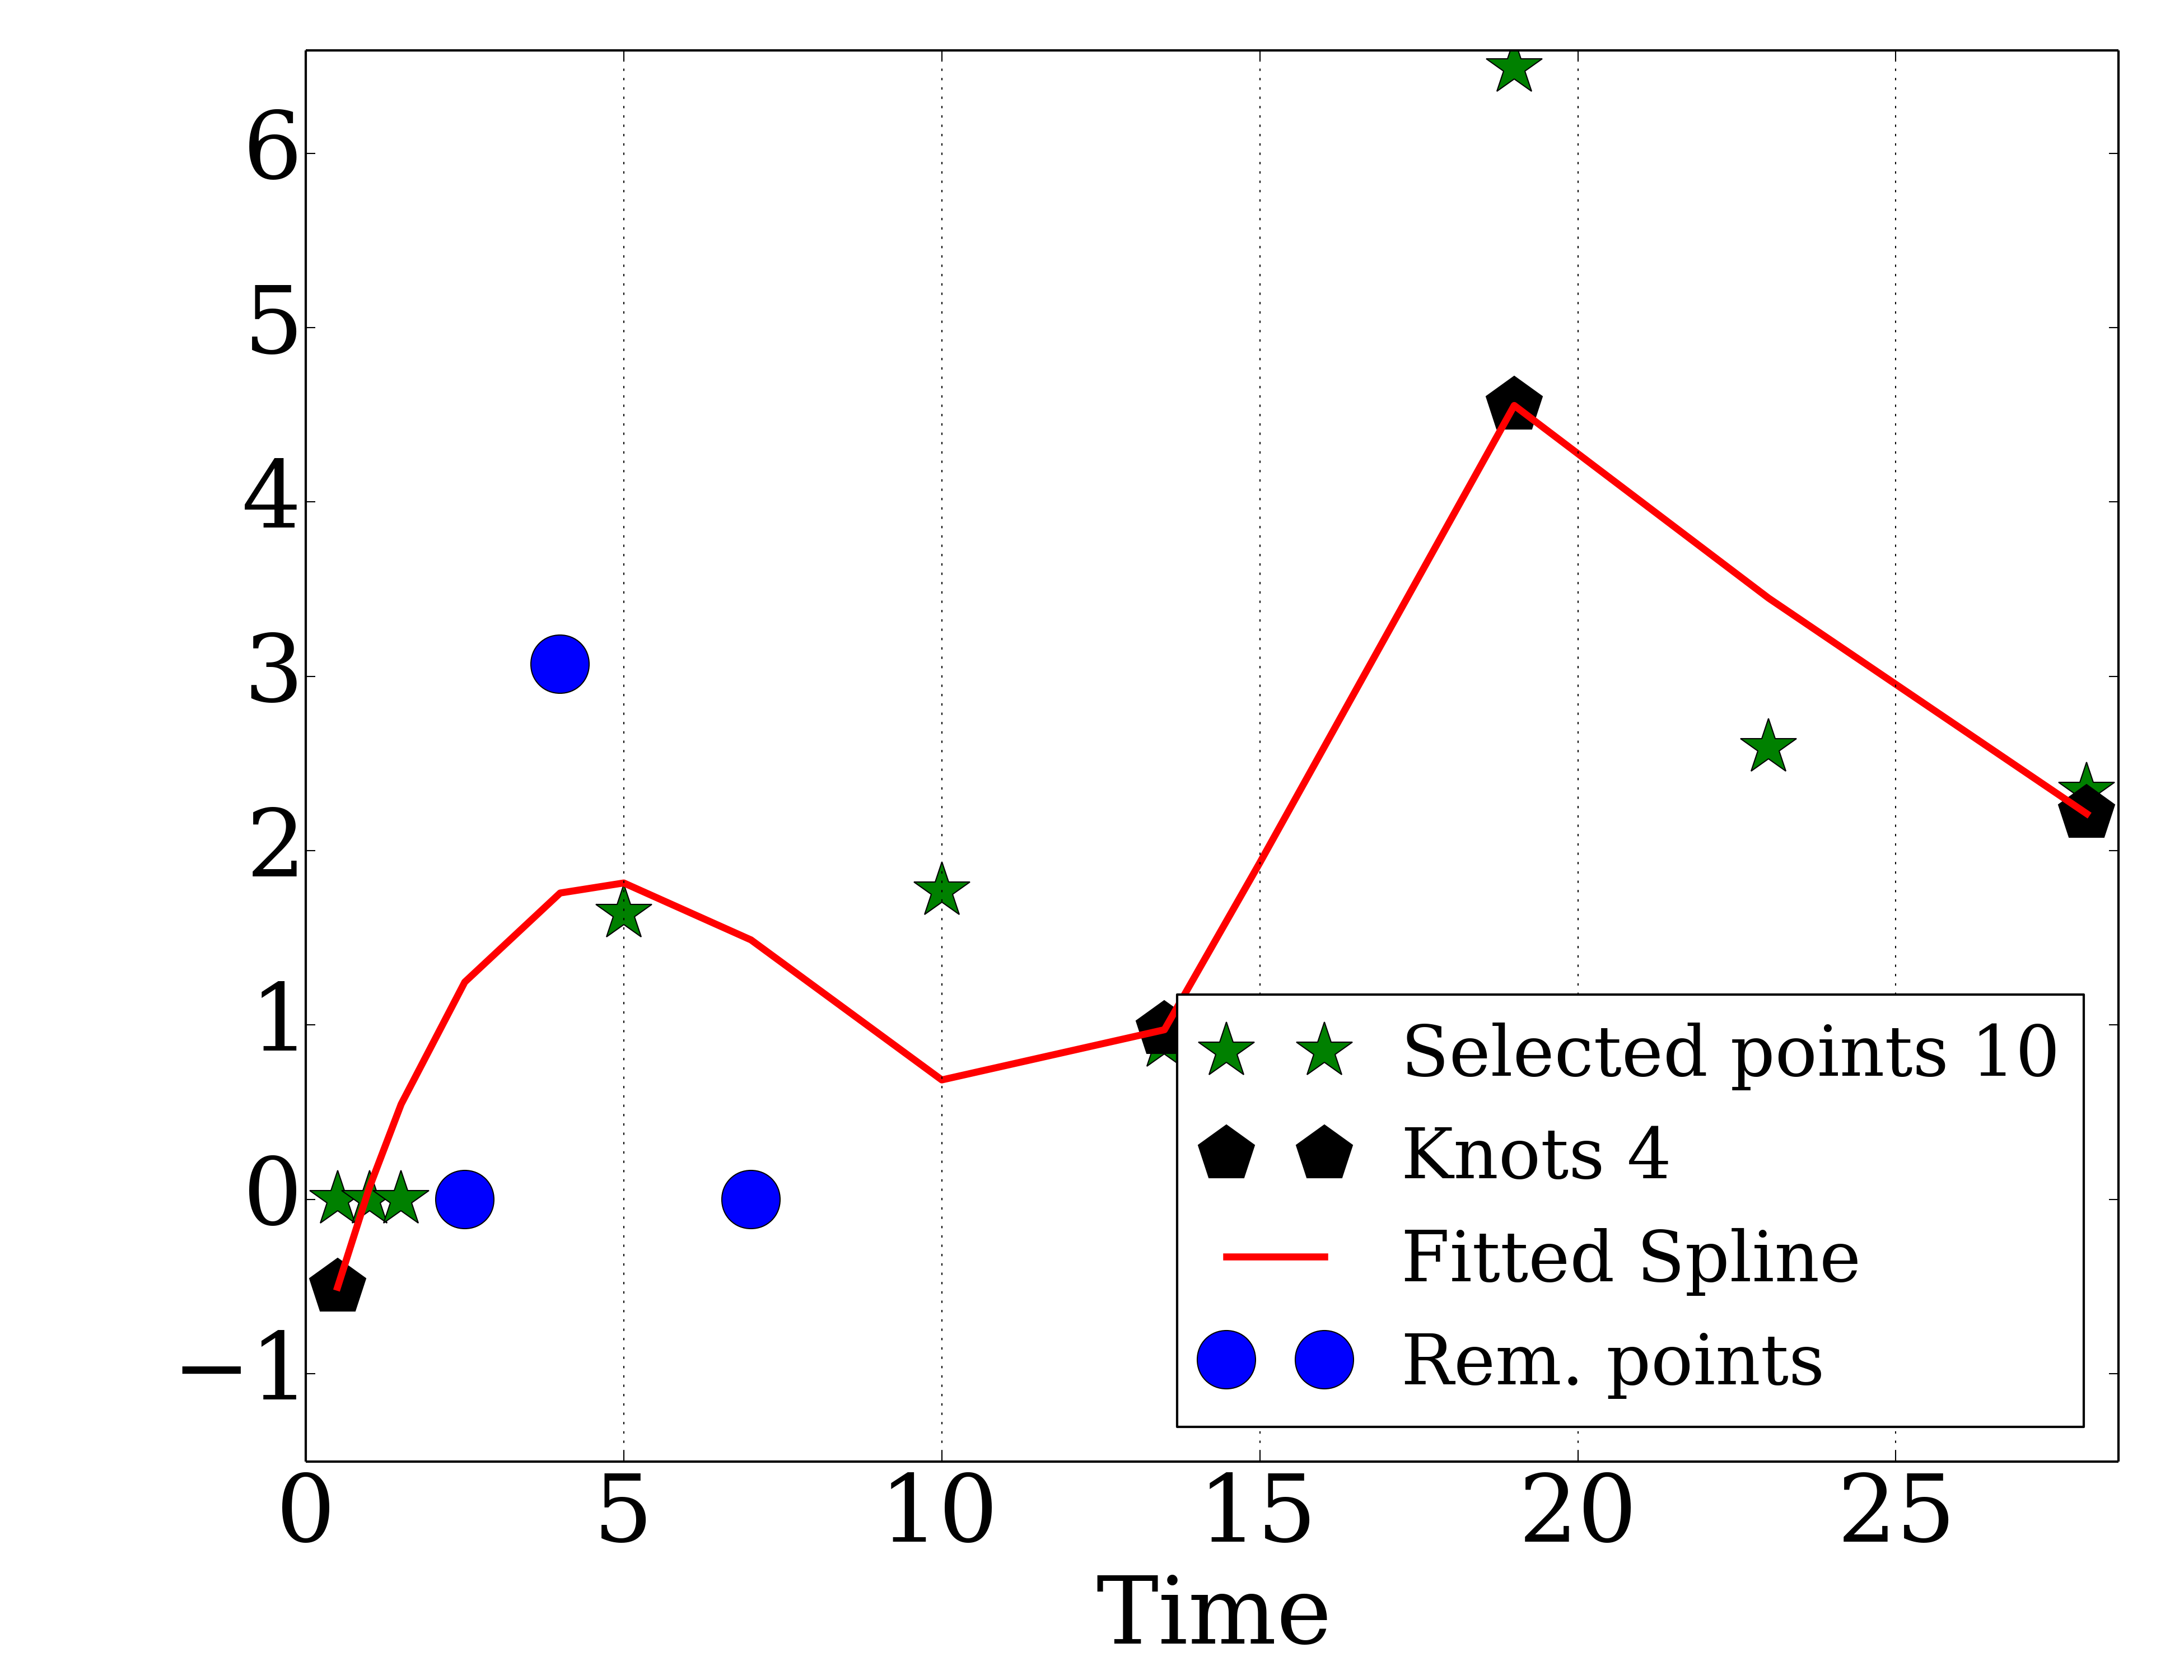 6
5
4
3
2
1
0
−1
Selected points 10
Knots 4
Fitted Spline
Rem. points
0 5 10 15 20 25
Time